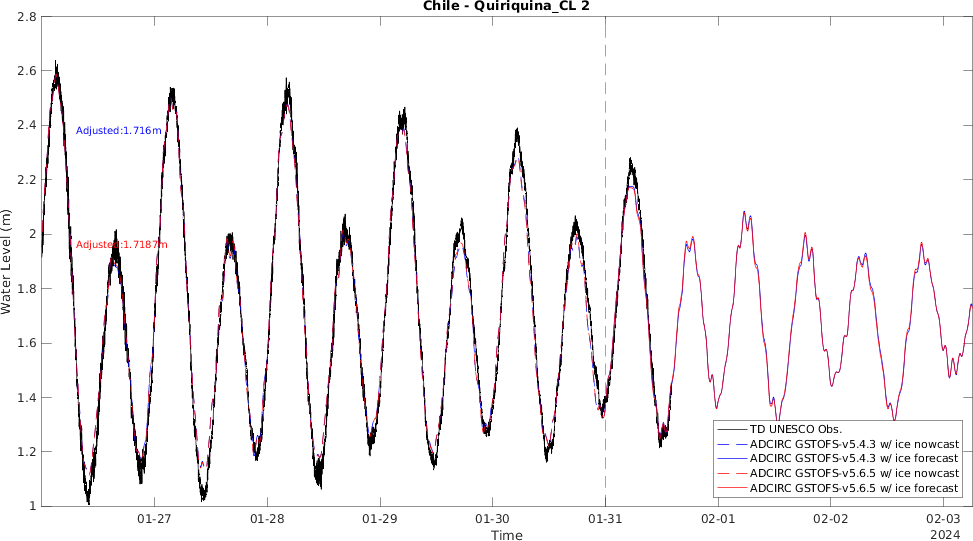 Chile - Quiriquina_CL 2
2.8
2.6
2.4
2.2
2
1.8
1.6
1.4
1.2
1
Water Level (m)
Adjusted:1.716m
Adjusted:1.7187m
TD UNESCO Obs.
ADCIRC GSTOFS-v5.4.3 w/ ice nowcast
ADCIRC GSTOFS-v5.4.3 w/ ice forecast
ADCIRC GSTOFS-v5.6.5 w/ ice nowcast
ADCIRC GSTOFS-v5.6.5 w/ ice forecast
01-27 01-28 01-29 01-30 01-31 02-01 02-02 02-03
2024
Time